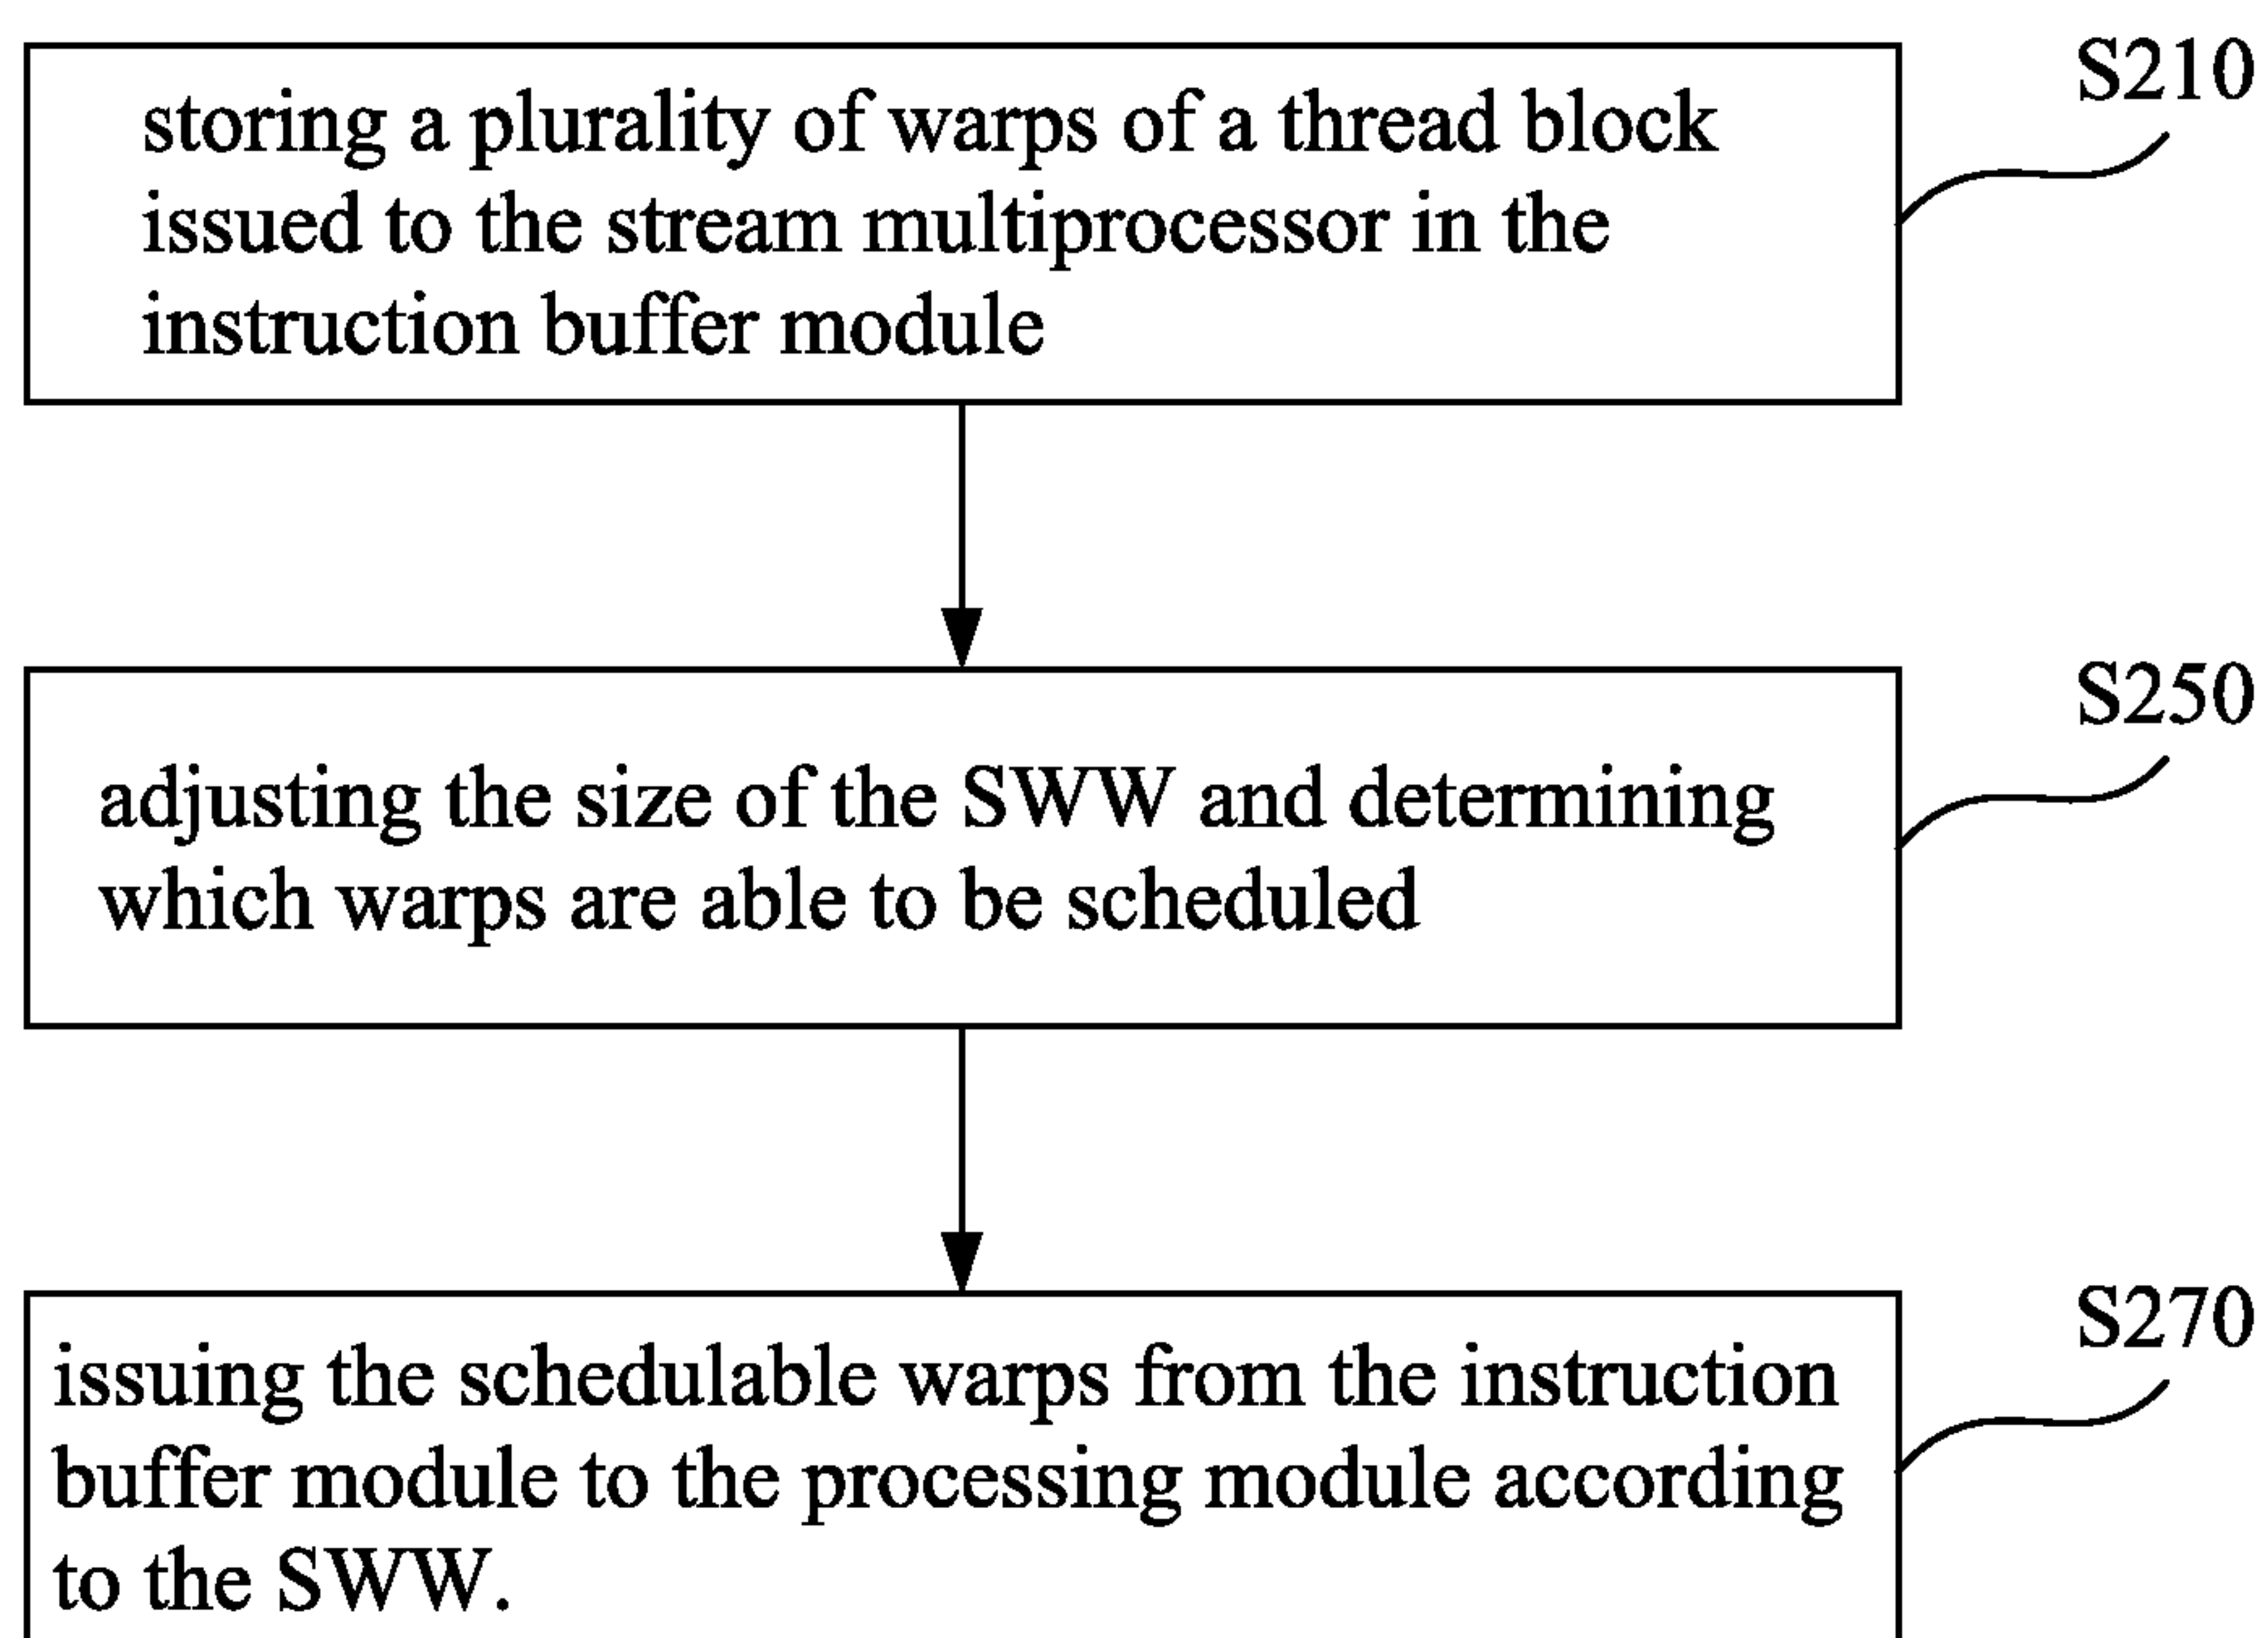 S210
storing a plurality of warps of a thread block
issued to the stream multiprocessor in the
instruction buffer module
S250
adjusting the size of the SWW and determining
which warps are able to be scheduled
S270
issuing the schedulable warps from the instruction
buffer module to the processing module according
to the SWW.